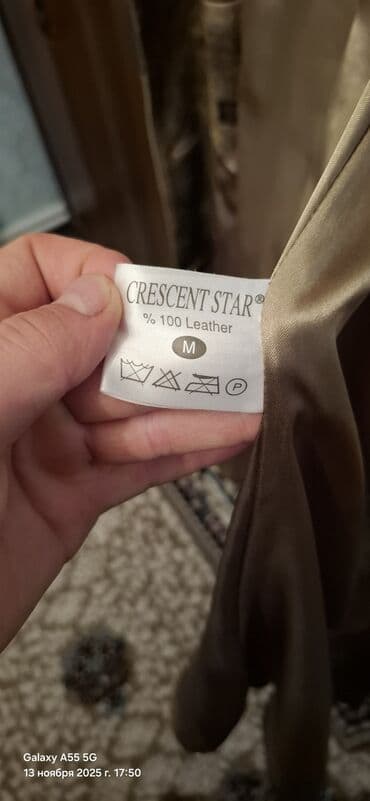 CRESCENT STAR®
% 100 Leather
M
P
Galaxy A55 5G
13 ноября 2025 г. 17:50